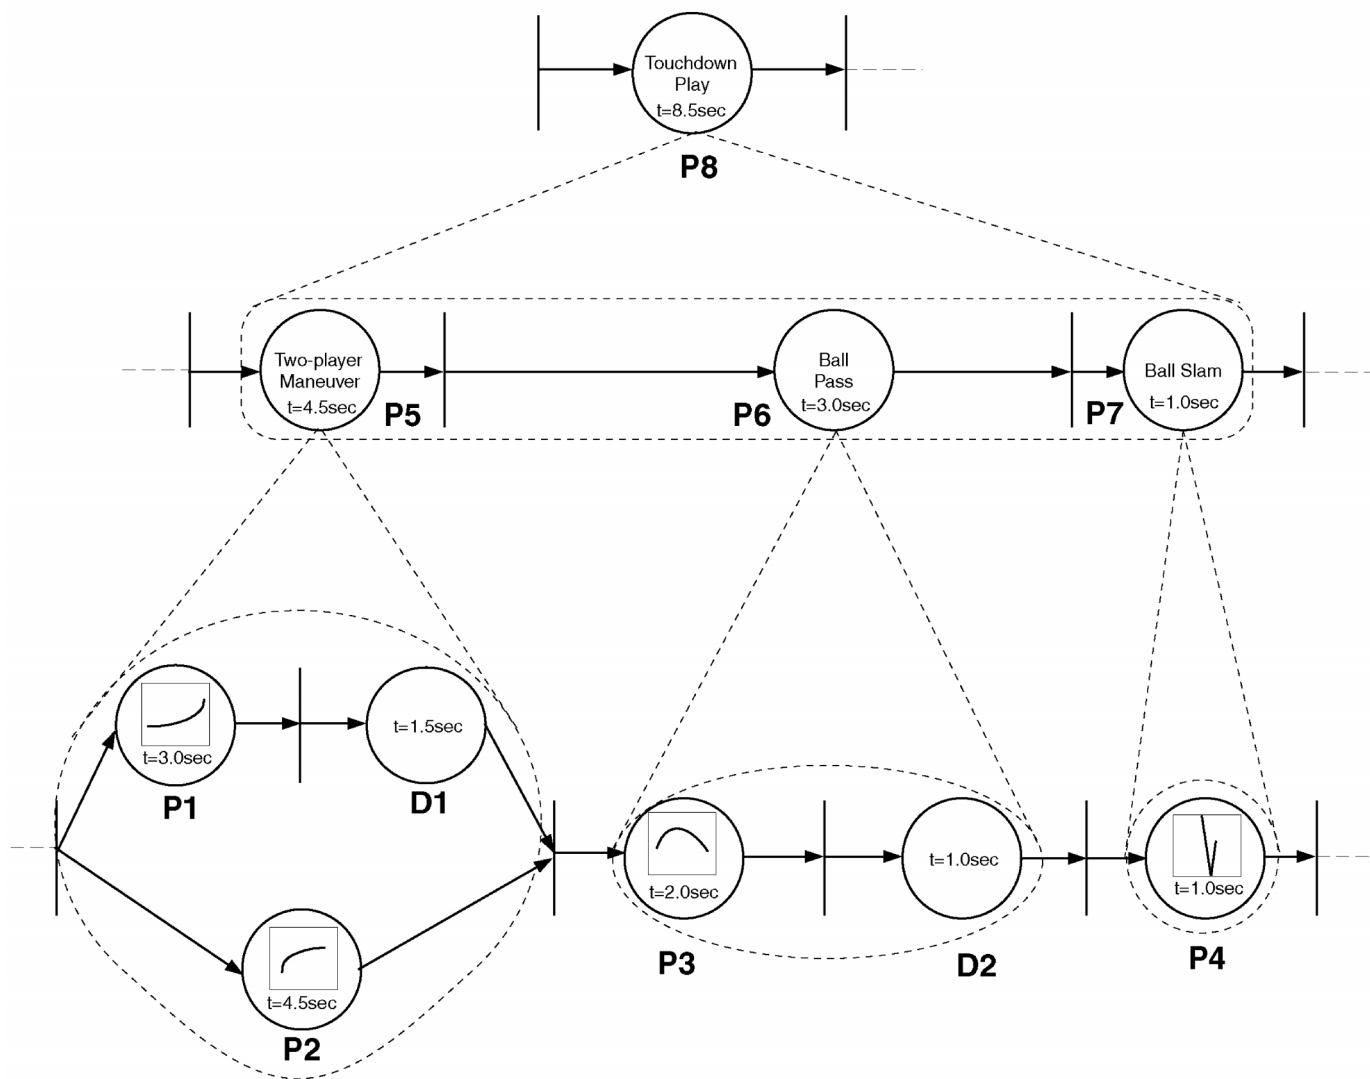 Touchdown
Play
t=8.5sec
P8
Two-player
Maneuver
t=4.5sec
P5
Ball
Pass
t=3.0sec
P6
Ball Slam
t=1.0sec
P7
t=3.0sec
P1
t=1.5sec
D1
t=4.5sec
P2
t=2.0sec
P3
t=1.0sec
D2
t=1.0sec
P4